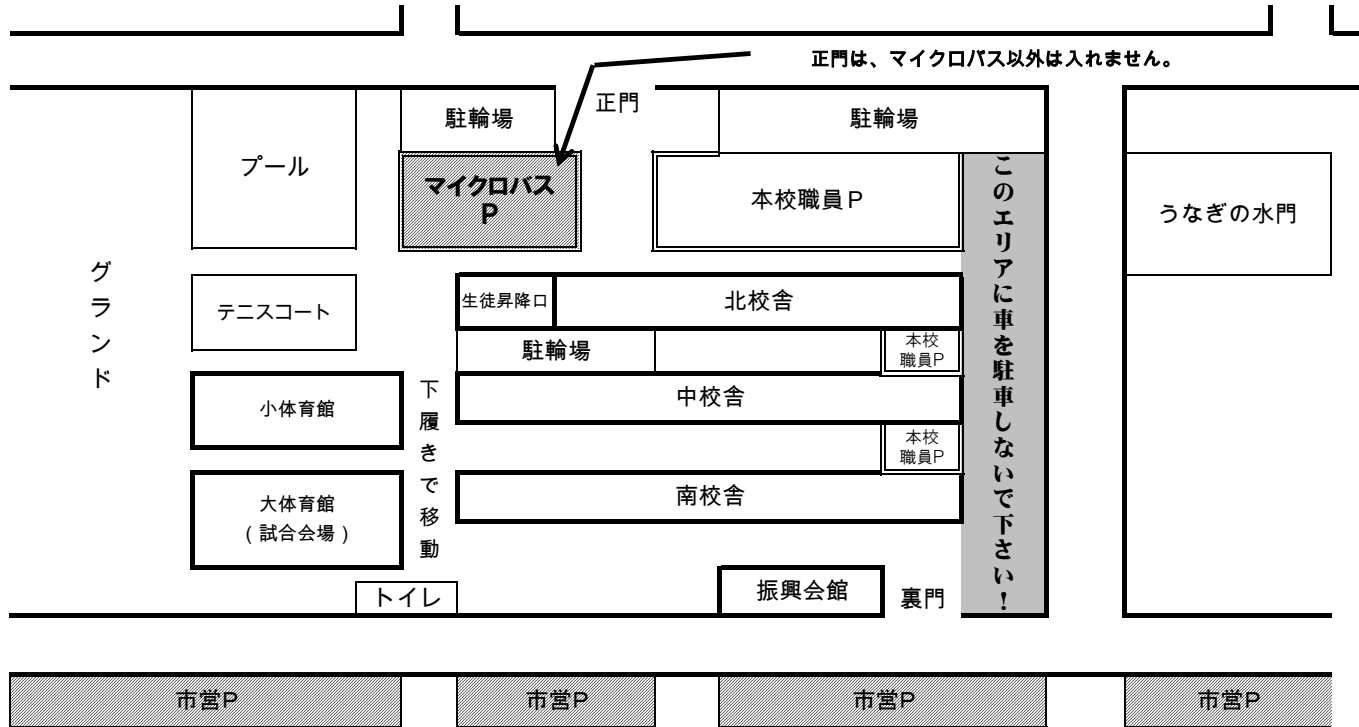 正門は、マイクロバス以外は入れません。
正門
駐輪場
駐輪場
プール
マイクロバス
P
本校職員P
うなぎの水門
このエリアに車を駐車しないで下さい!
グランド
テニスコート
生徒昇降口
北校舎
駐輪場
本校
職員P
小体育館
下履きで移動
中校舎
本校
職員P
大体育館
(試合会場)
南校舎
トイレ
振興会館
裏門
市営P
市営P
市営P
市営P